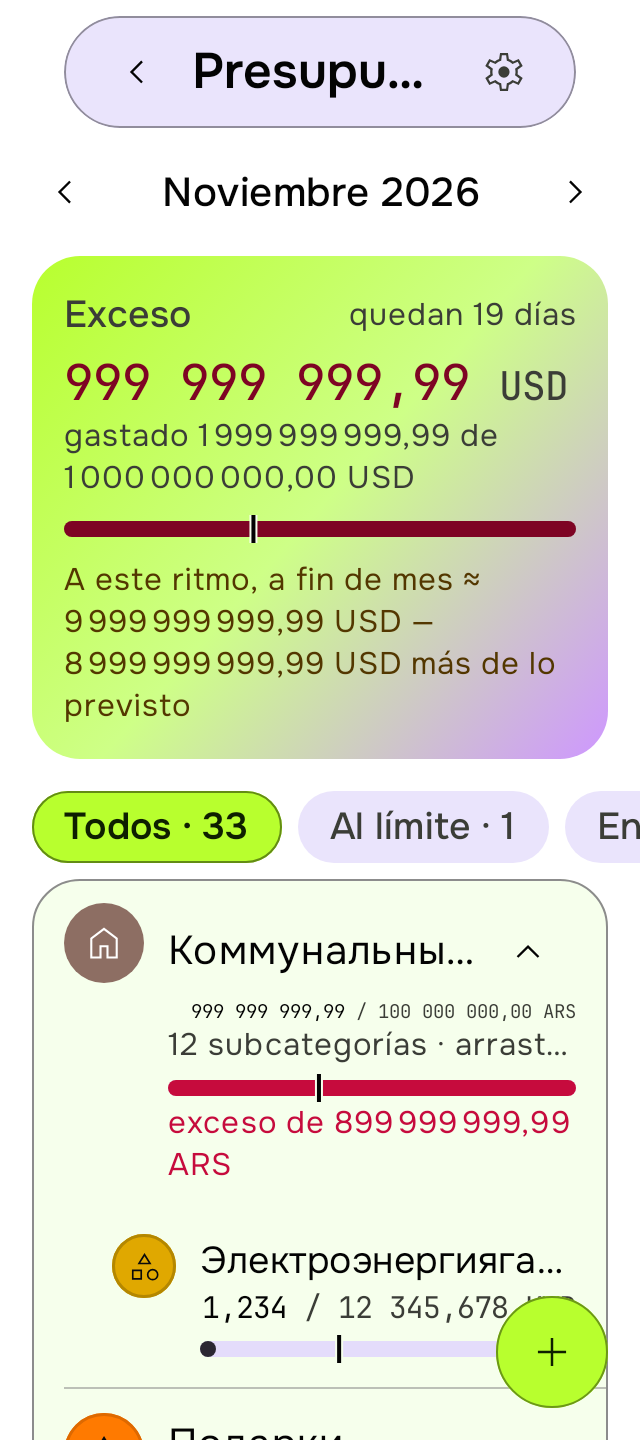 Presupu...
Noviembre 2026
Exceso
quedan 19 días
999 999 999,99 USD
gastado 1 999 999 999,99 de
1 000 000 000,00 USD
A este ritmo, a fin de mes ≈
9 999 999 999,99 USD —
8 999 999 999,99 USD más de lo
previsto
Todos · 33
Al límite · 1
En
Коммунальны...
999 999 999,99 / 100 000 000,00 ARS
12 subcategorías · arrast...
exceso de 899 999 999,99
ARS
Электроэнергияга...
1,234 / 12 345,678
Подарки